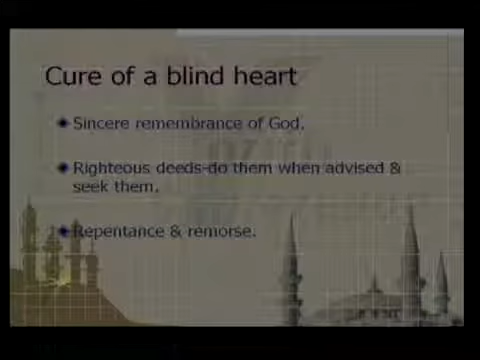 Cure of a blind heart
Sincere remembrance of God.
Righteous deeds-do them when advised &
seek them.
Repentance & remorse.